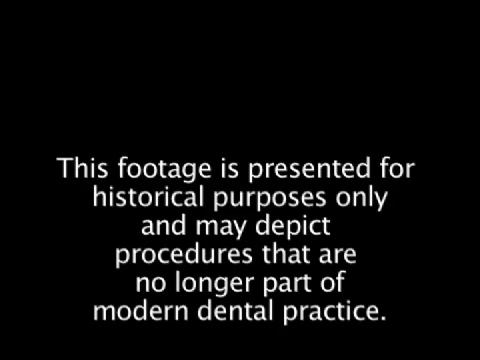 This footage is presented for
historical purposes only
and may depict
procedures that are
no longer part of
modern dental practice.